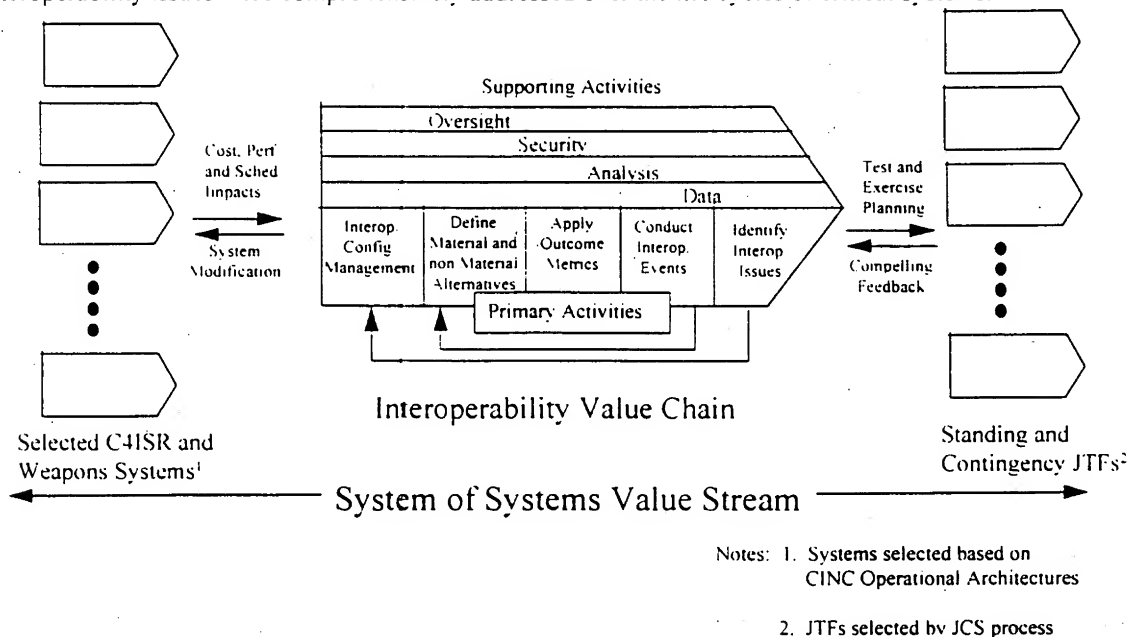 Supporting Activities
Oversight
Security
Analysis
Data
Cost, Perf
and Sched
Impacts
System
Modification
Interop.
Config
Management
Define
Material and
non Material
Alternatives
Apply
Outcome
Metrics
Conduct
Interop.
Events
Identify
Interop
Issues
Primary Activities
Test and
Exercise
Planning
Compelling
Feedback
Interoperability Value Chain
Selected C4ISR and
Weapons Systems1
Standing and
Contingency JTFs2
System of Systems Value Stream
Notes: 1. Systems selected based on
CINC Operational Architectures
2. JTFs selected by JCS process